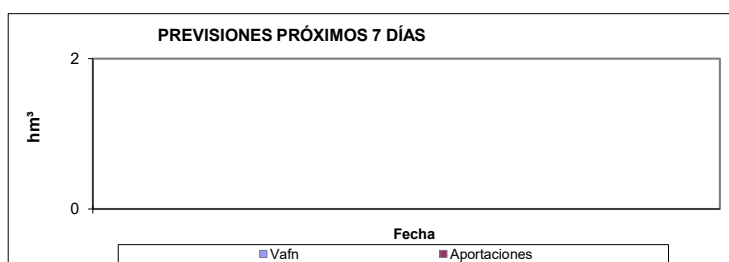 PREVISIONES PRÓXIMOS 7 DÍAS
2
hm³
0
Fecha
Vafn Aportaciones